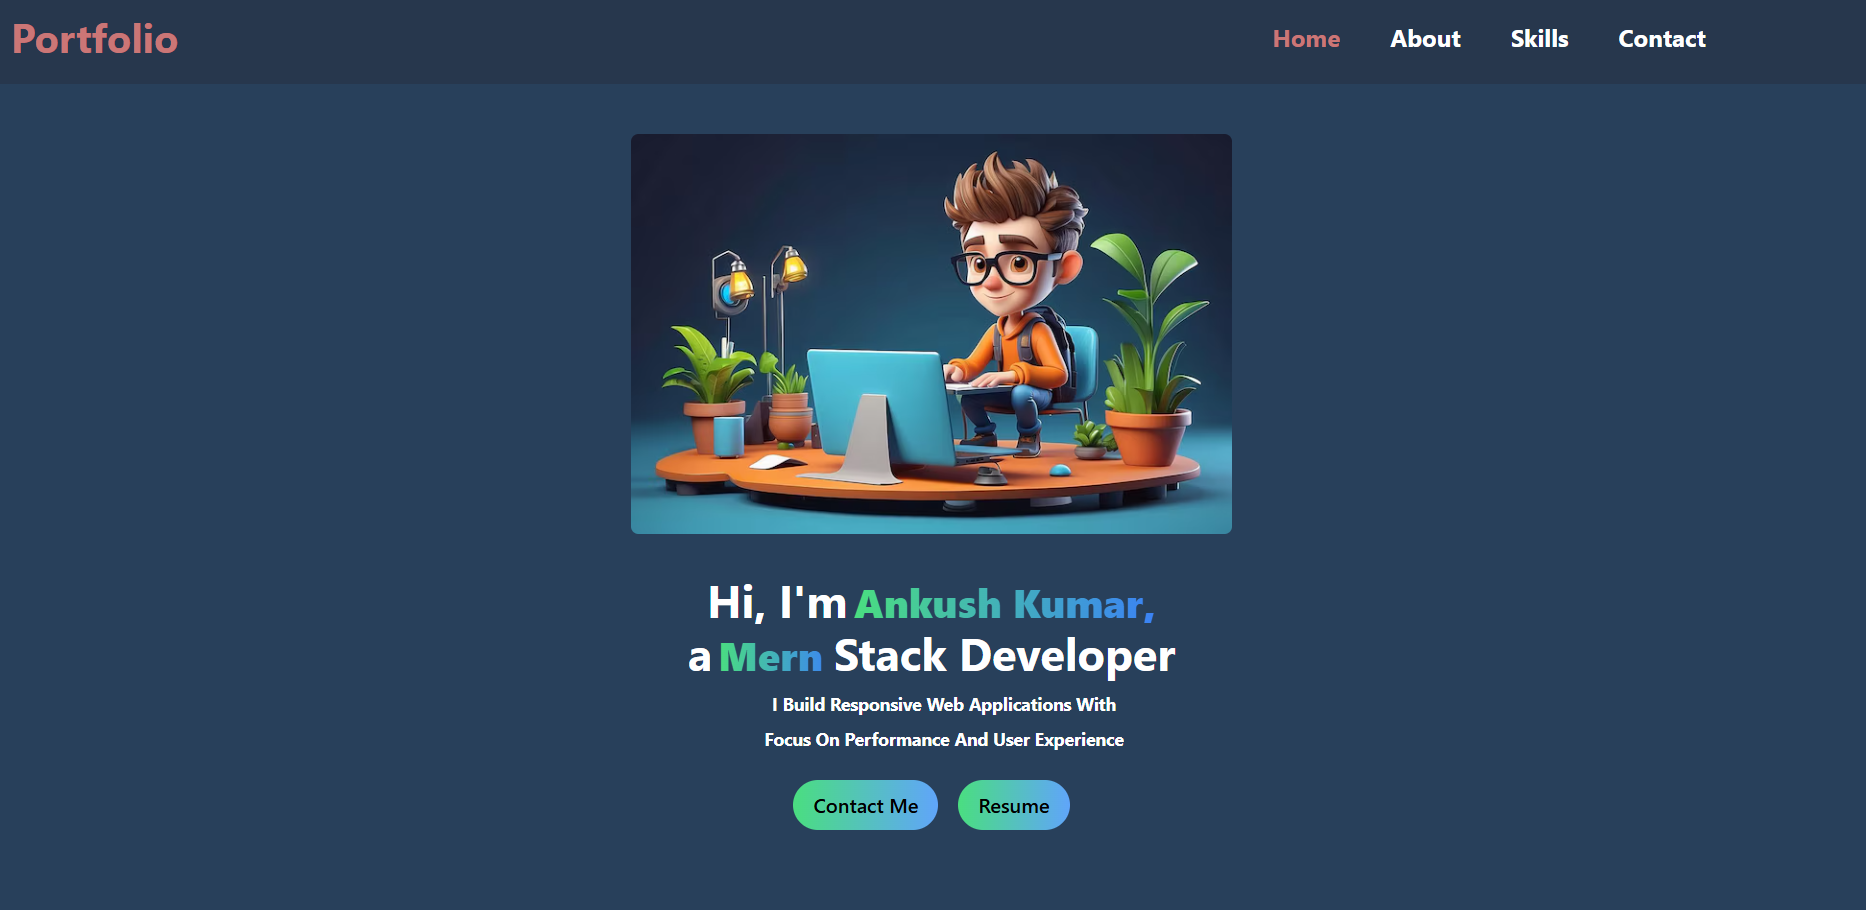 Portfolio
Home About Skills Contact
Hi, I'm Ankush Kumar,
a Mern Stack Developer
I Build Responsive Web Applications With
Focus On Performance And User Experience
Contact Me Resume